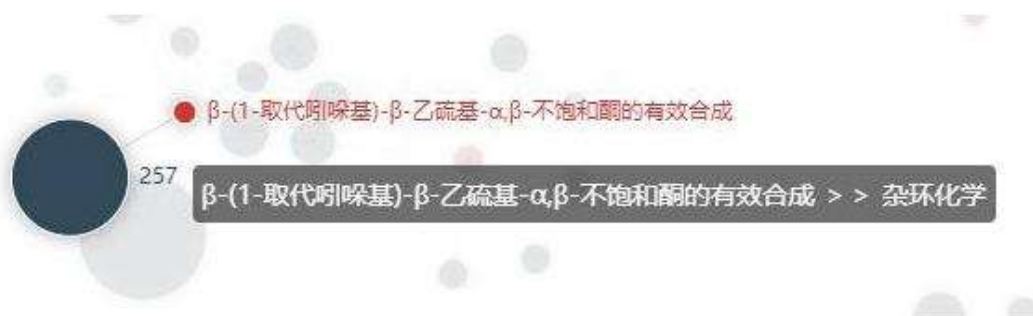 β-(1-取代吲哚基)-β-乙硫基-α,β-不饱和酮的有效合成
257
β-(1-取代吲哚基)-β-乙硫基-α,β-不饱和酮的有效合成 > > 杂环化学